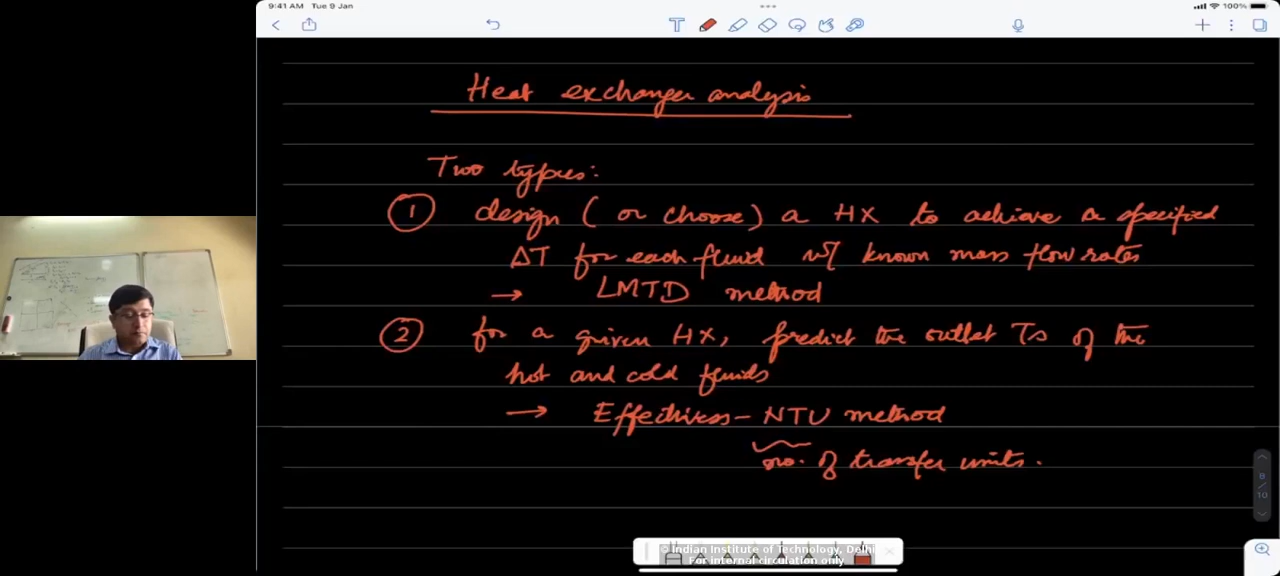 9:41 AM Tue 9 Jan
100%
Heat exchanger analysis
Two types:
① design (or choose) a HX to achieve a specified
ΔT for each fluid w/ known mass flow rates
→ LMTD method
② for a given HX, predict the outlet Ts of the
hot and cold fluids
→ Effectiveness - NTU method
no. of transfer units.
8 / 10
© Indian Institute of Technology, Delhi
For internal circulation only